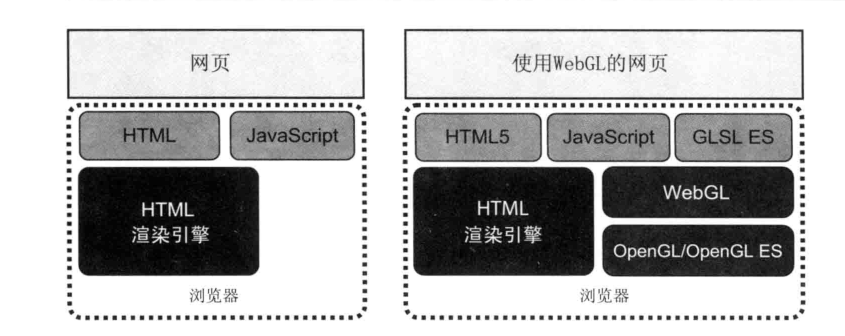 网页
HTML
JavaScript
HTML
渲染引擎
浏览器
使用WebGL的网页
HTML5
JavaScript
GLSL ES
HTML
渲染引擎
WebGL
OpenGL/OpenGL ES
浏览器